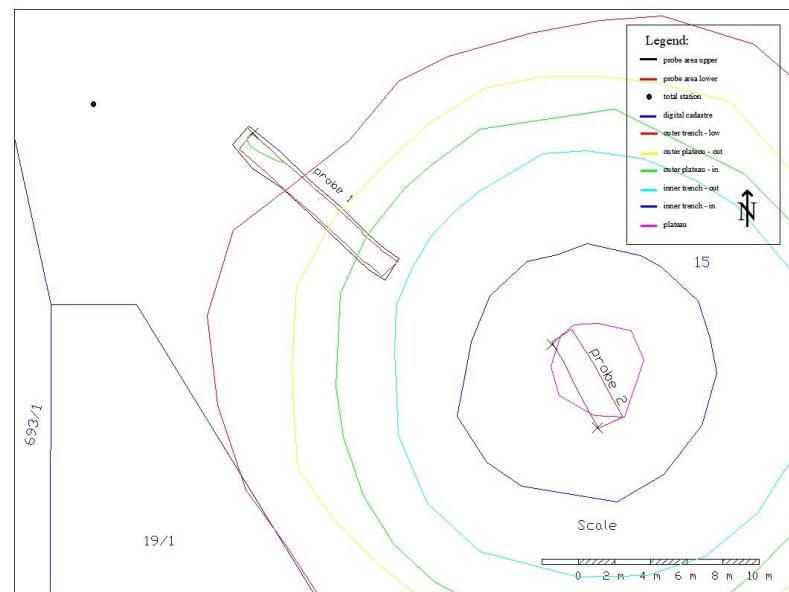 Legend:
probe area upper
probe area lower
total station
digital cadastre
outer trench - low
outer plateau - out
outer plateau - in
inner trench - out
inner trench - in
plateau
N
probe 1
15
probe 2
693/1
19/1
Scale
0 2 m 4 m 6 m 8 m 10 m